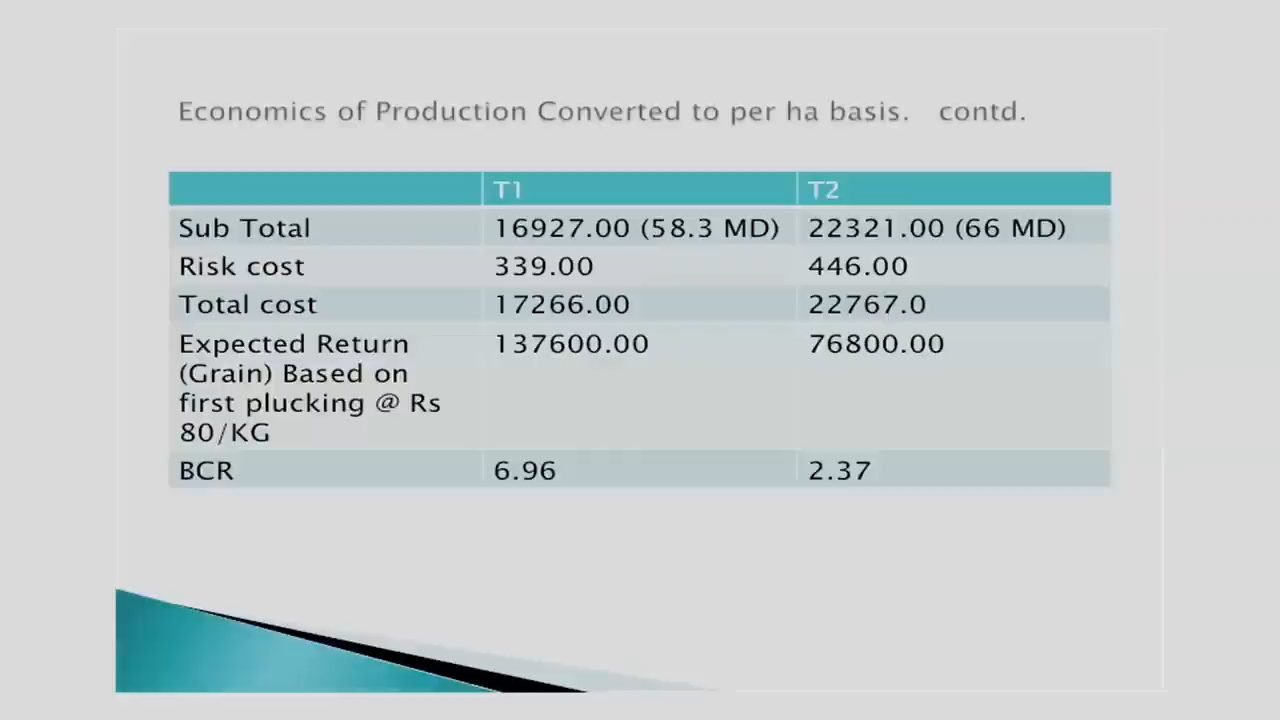 Economics of Production Converted to per ha basis. contd.
T1 T2
Sub Total 16927.00 (58.3 MD) 22321.00 (66 MD)
Risk cost 339.00 446.00
Total cost 17266.00 22767.0
Expected Return 137600.00 76800.00
(Grain) Based on
first plucking @ Rs
80/KG
BCR 6.96 2.37